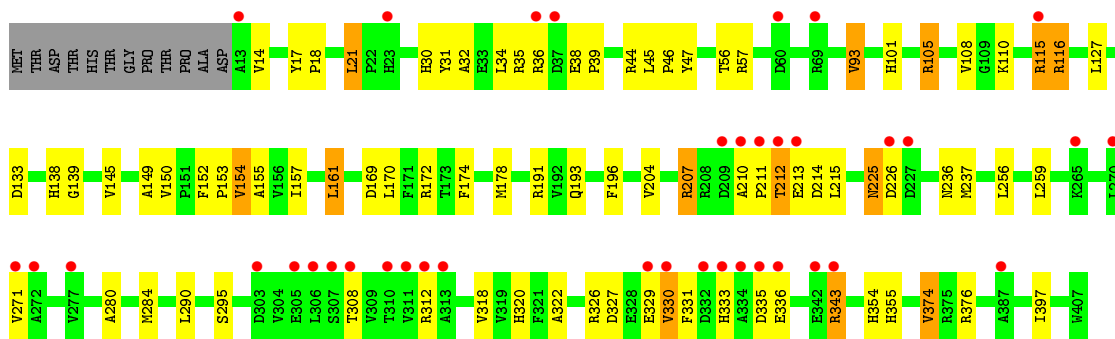 MET THR ASP THR HIS THR GLY PRO THR PRO ALA ASP A13 V14 Y17 P18 L21 P22 H23 H30 Y31 A32 E33 L34 R35 R36 D37 E38 P39 R44 L45 P46 Y47 T56 R57 D60 R69 V93 H101 R105 V108 G109 K110 R115 R116 L127
D133 H138 G139 V145 A149 V150 P151 F152 P153 V154 A155 V156 I157 L161 D169 L170 F171 R172 T173 F174 M178 R191 V192 Q193 F196 V204 R207 R208 D209 A210 P211 T212 E213 D214 L215 N225 D226 D227 N236 M237 L256 L259 K265 L270
V271 A272 V277 A280 M284 L290 S295 D303 V304 E305 L306 S307 T308 V309 T310 V311 R312 A313 V318 V319 H320 F321 A322 R326 D327 E328 E329 V330 F331 D332 H333 A334 D335 E336 E342 R343 H354 H355 V374 R375 R376 A387 I397 W407